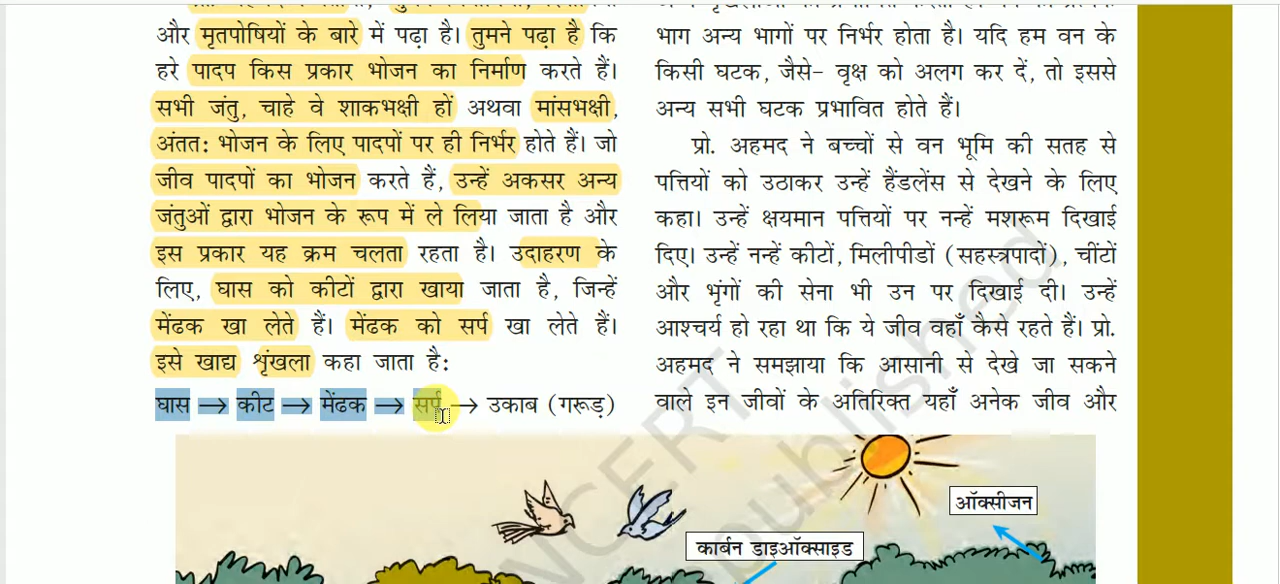 और मृतपोषियों के बारे में पढ़ा है। तुमने पढ़ा है कि
हरे पादप किस प्रकार भोजन का निर्माण करते हैं।
सभी जंतु, चाहे वे शाकभक्षी हों अथवा मांसभक्षी,
अंततः भोजन के लिए पादपों पर ही निर्भर होते हैं। जो
जीव पादपों का भोजन करते हैं, उन्हें अकसर अन्य
जंतुओं द्वारा भोजन के रूप में ले लिया जाता है और
इस प्रकार यह क्रम चलता रहता है। उदाहरण के
लिए, घास को कीटों द्वारा खाया जाता है, जिन्हें
मेंढक खा लेते हैं। मेंढक को सर्प खा लेते हैं।
इसे खाद्य शृंखला कहा जाता है:
घास → कीट → मेंढक → सर्प → उकाब (गरूड़)
भाग अन्य भागों पर निर्भर होता है। यदि हम वन के
किसी घटक, जैसे– वृक्ष को अलग कर दें, तो इससे
अन्य सभी घटक प्रभावित होते हैं।
प्रो. अहमद ने बच्चों से वन भूमि की सतह से
पत्तियों को उठाकर उन्हें हैंडलेंस से देखने के लिए
कहा। उन्हें क्षयमान पत्तियों पर नन्हें मशरूम दिखाई
दिए। उन्हें नन्हें कीटों, मिलीपीडों (सहस्त्रपादों), चींटों
और भृंगों की सेना भी उन पर दिखाई दी। उन्हें
आश्चर्य हो रहा था कि ये जीव वहाँ कैसे रहते हैं। प्रो.
अहमद ने समझाया कि आसानी से देखे जा सकने
वाले इन जीवों के अतिरिक्त यहाँ अनेक जीव और
ऑक्सीजन
कार्बन डाइऑक्साइड
NCERT
published